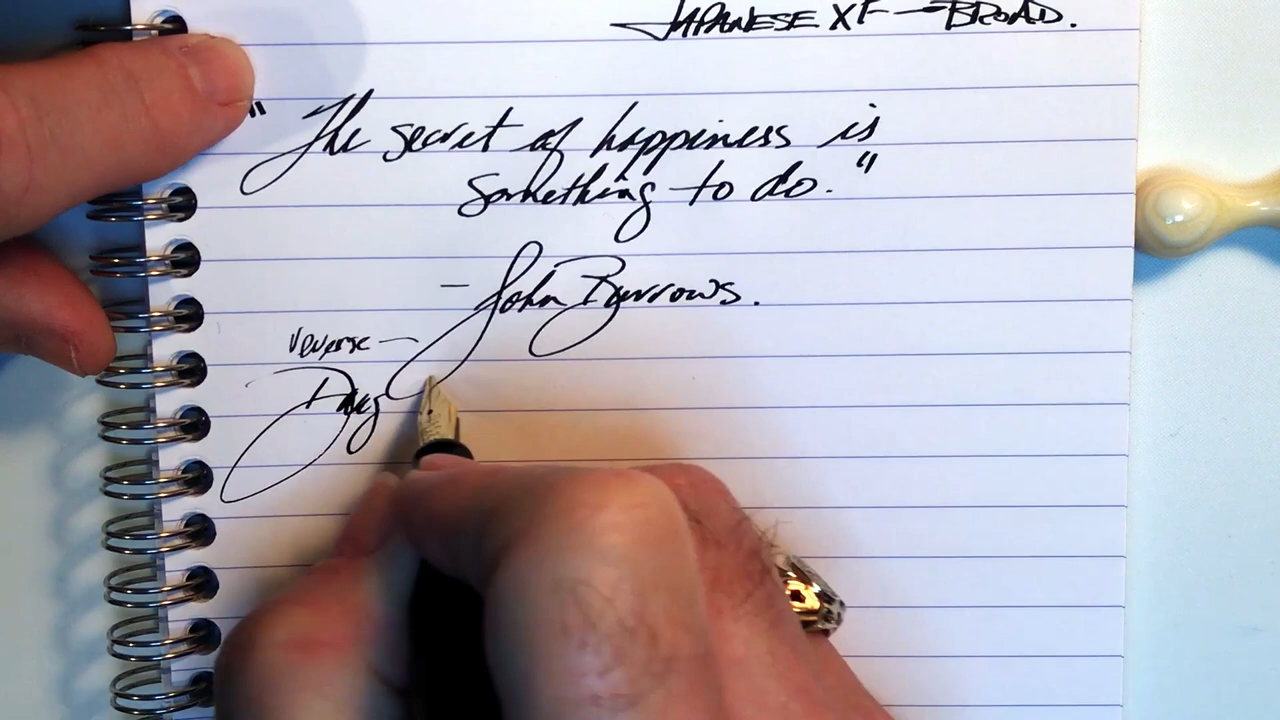 JAPANESE XF — BROAD.
"The secret of happiness is
Something to do."
- John Burrows.
reverse —